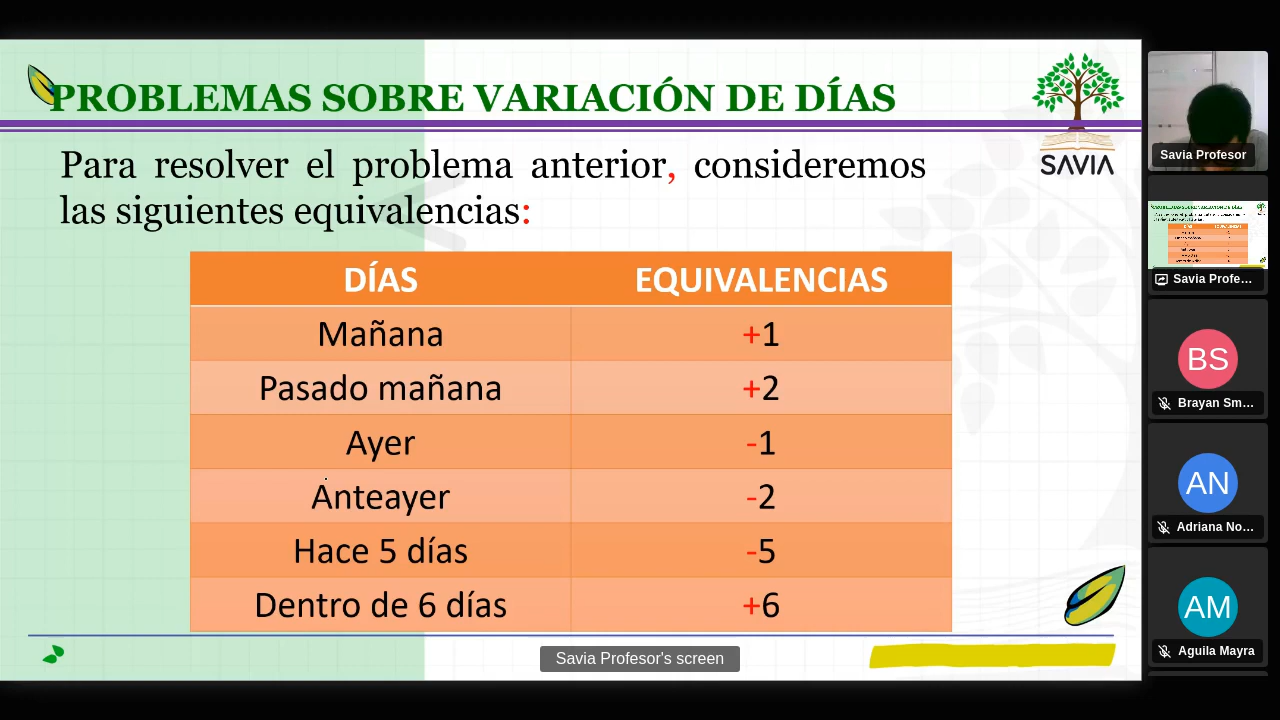 PROBLEMAS SOBRE VARIACIÓN DE DÍAS
SAVIA
Para resolver el problema anterior, consideremos
las siguientes equivalencias:
DÍAS EQUIVALENCIAS
Mañana +1
Pasado mañana +2
Ayer -1
Anteayer -2
Hace 5 días -5
Dentro de 6 días +6
Savia Profesor's screen
Savia Profesor
Savia Profe...
BS
Brayan Sm...
AN
Adriana No...
AM
Aguila Mayra